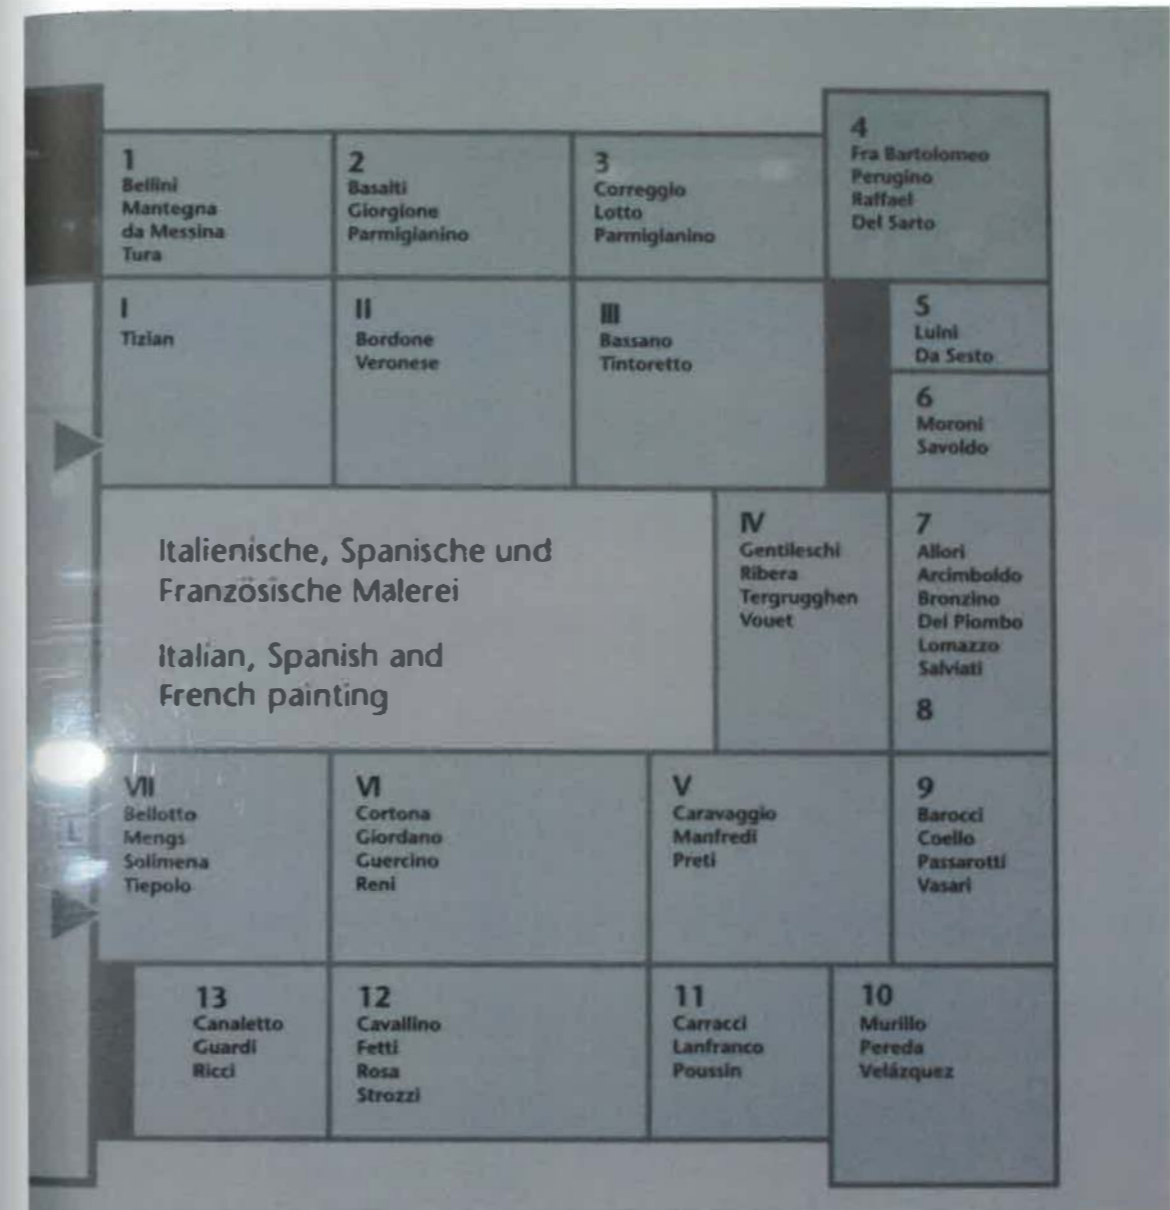 1
Bellini
Mantegna
da Messina
Tura
2
Basaiti
Giorgione
Parmigianino
3
Correggio
Lotto
Parmigianino
4
Fra Bartolomeo
Perugino
Raffael
Del Sarto
I
Tizian
II
Bordone
Veronese
III
Bassano
Tintoretto
5
Luini
Da Sesto
6
Moroni
Savoldo
Italienische, Spanische und
Französische Malerei
Italian, Spanish and
French painting
IV
Gentileschi
Ribera
Tergrugghen
Vouet
7
Allori
Arcimboldo
Bronzino
Del Piombo
Lomazzo
Salviati
8
VII
Bellotto
Mengs
Solimena
Tiepolo
VI
Cortona
Giordano
Guercino
Reni
V
Caravaggio
Manfredi
Preti
9
Barocci
Coello
Passarotti
Vasari
13
Canaletto
Guardi
Ricci
12
Cavallino
Fetti
Rosa
Strozzi
11
Carracci
Lanfranco
Poussin
10
Murillo
Pereda
Velázquez